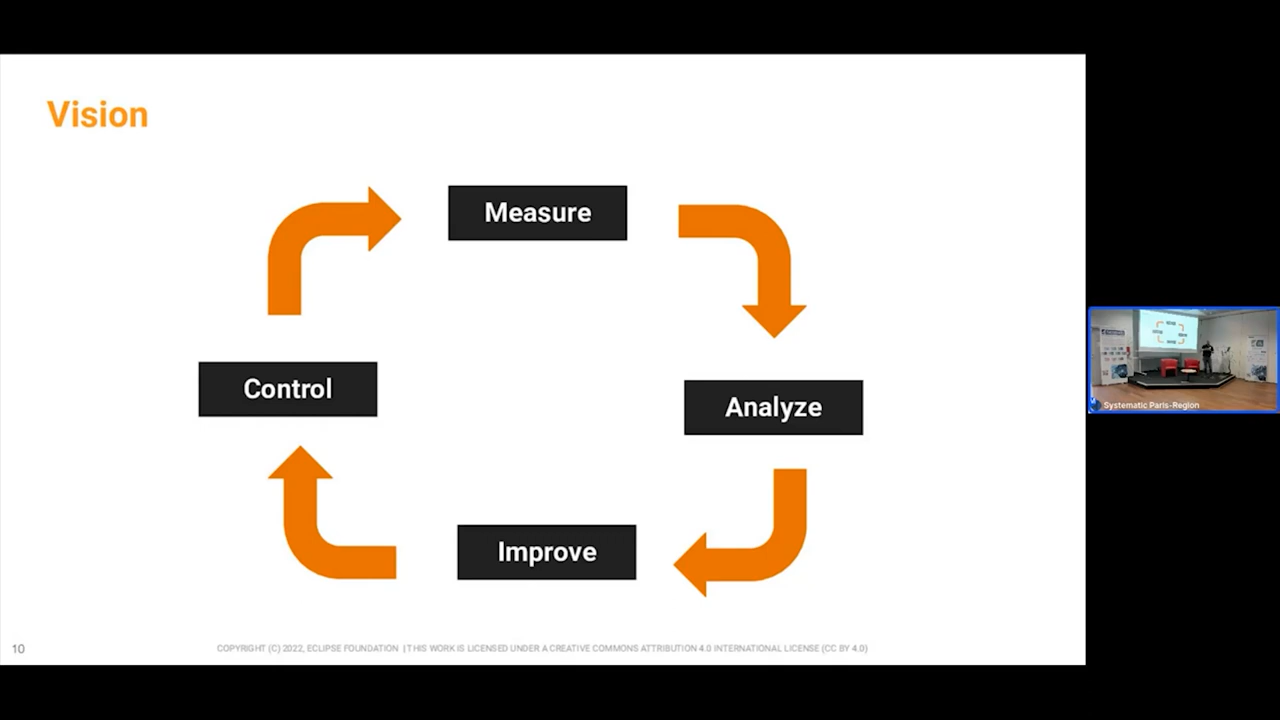 Vision
Measure
Control
Analyze
Improve
10
COPYRIGHT (C) 2022, ECLIPSE FOUNDATION | THIS WORK IS LICENSED UNDER A CREATIVE COMMONS ATTRIBUTION 4.0 INTERNATIONAL LICENSE (CC BY 4.0)
Systematic Paris-Region